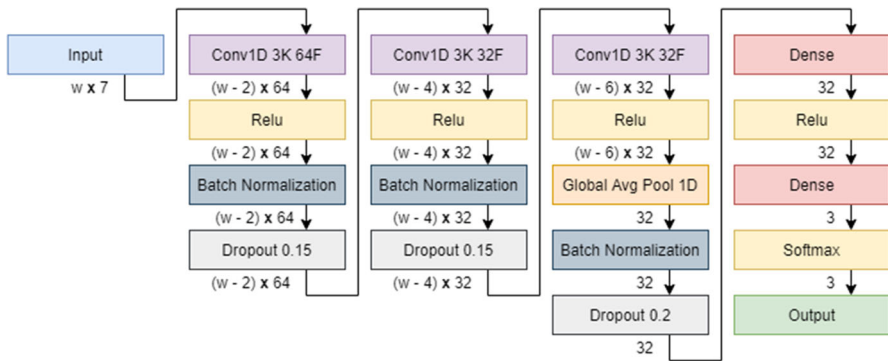 Input
w x 7
Conv1D 3K 64F
(w - 2) x 64
Relu
(w - 2) x 64
Batch Normalization
(w - 2) x 64
Dropout 0.15
(w - 2) x 64
Conv1D 3K 32F
(w - 4) x 32
Relu
(w - 4) x 32
Batch Normalization
(w - 4) x 32
Dropout 0.15
(w - 4) x 32
Conv1D 3K 32F
(w - 6) x 32
Relu
(w - 6) x 32
Global Avg Pool 1D
32
Batch Normalization
32
Dropout 0.2
32
Dense
32
Relu
32
Dense
3
Softmax
3
Output